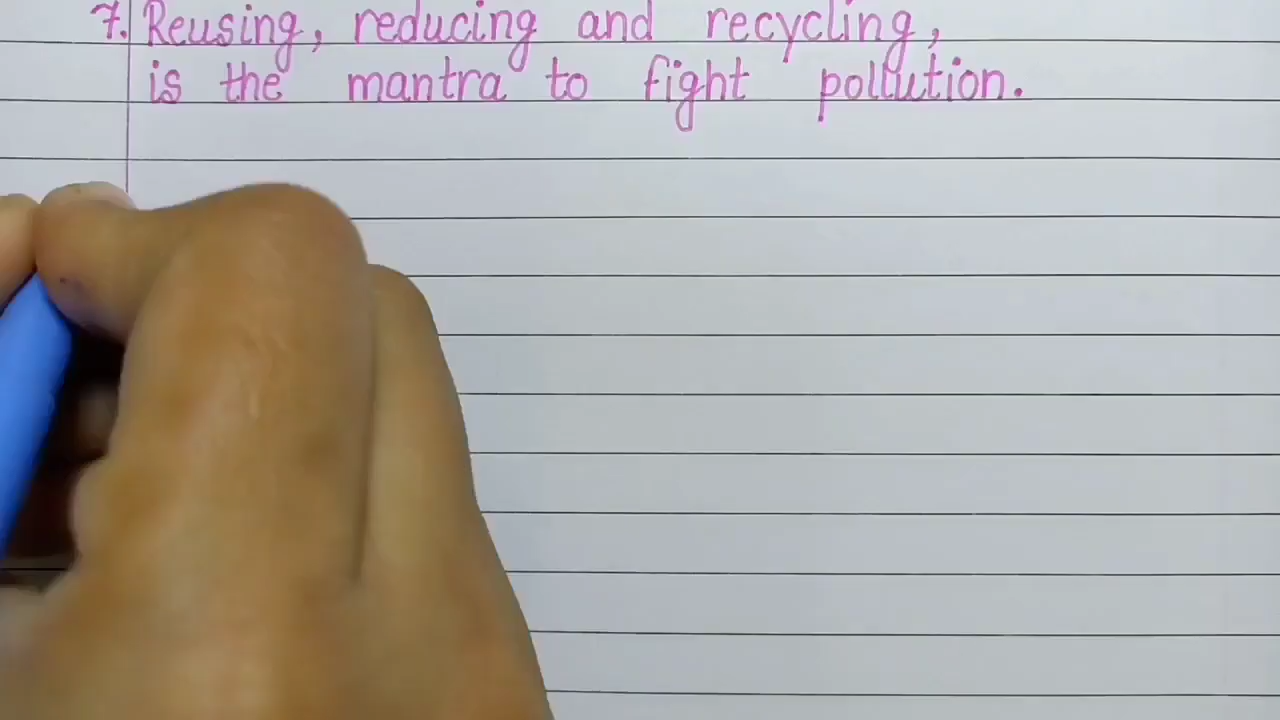 7. Reusing, reducing and recycling,
is the mantra to fight pollution.